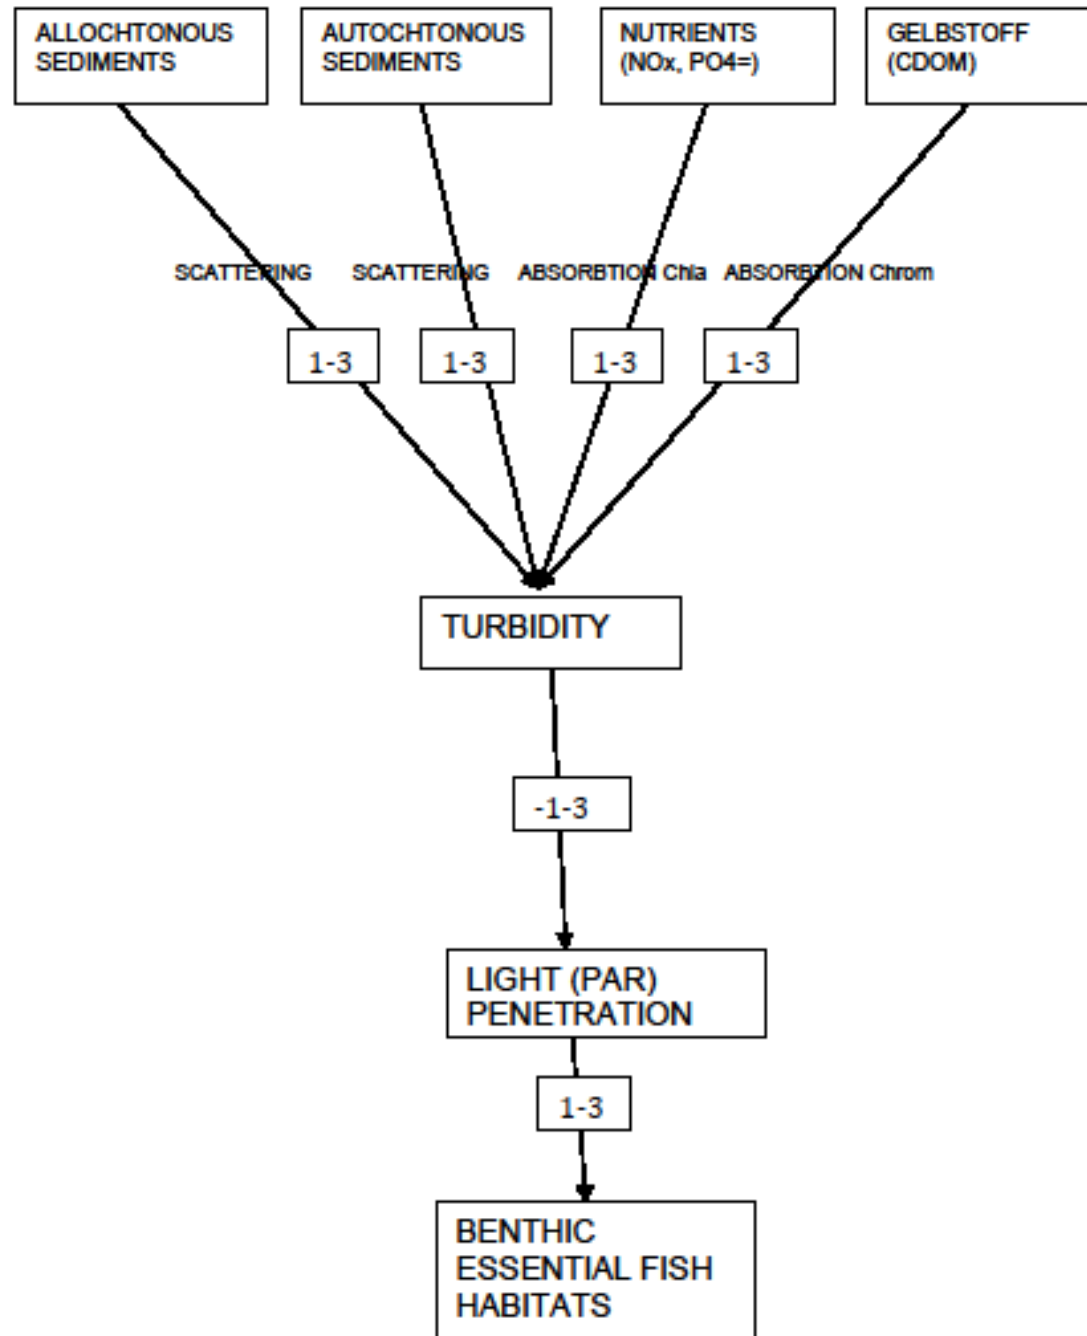 ALLOCHTONOUS
SEDIMENTS
AUTOCHTONOUS
SEDIMENTS
NUTRIENTS
(NOx, PO4=)
GELBSTOFF
(CDOM)
SCATTERING
SCATTERING
ABSORBTION Chla
ABSORBTION Chrom
1-3
1-3
1-3
1-3
TURBIDITY
-1-3
LIGHT (PAR)
PENETRATION
1-3
BENTHIC
ESSENTIAL FISH
HABITATS